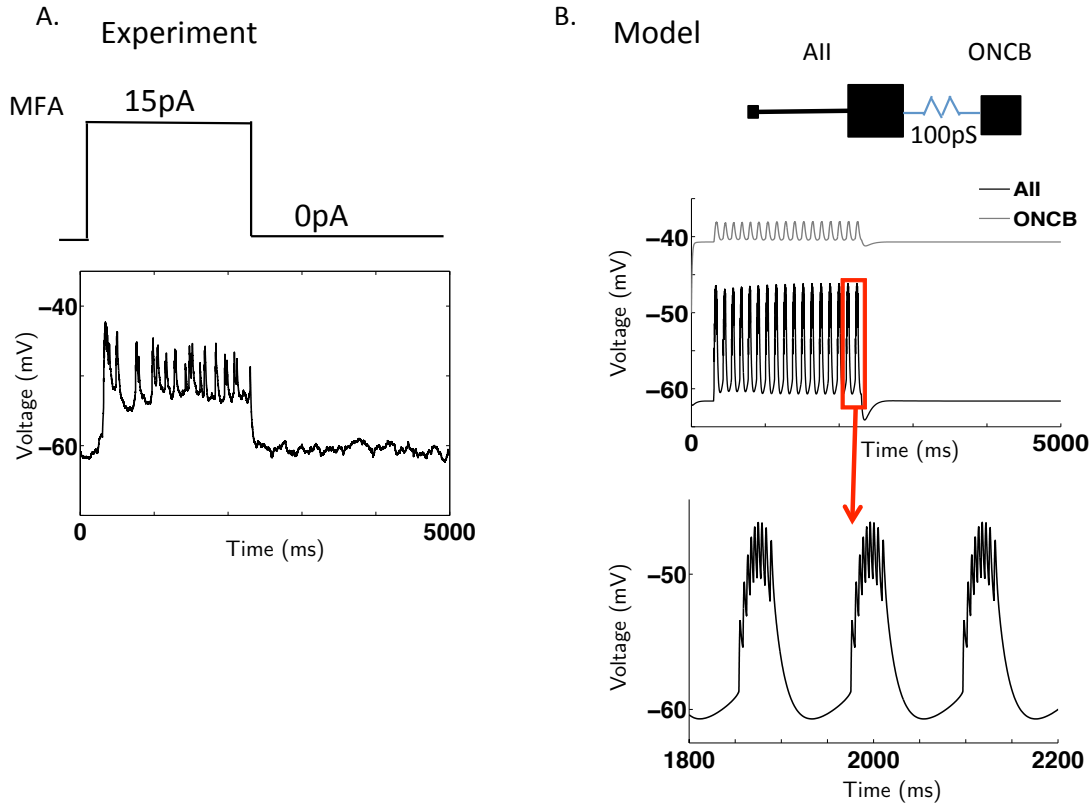 A.
Experiment
MFA
15pA
0pA
−40
−50
−60
Voltage (mV)
0
5000
Time (ms)
B.
Model
AII
ONCB
100pS
AII
ONCB
−40
−50
−60
Voltage (mV)
0
5000
Time (ms)
−50
−60
Voltage (mV)
1800
2000
2200
Time (ms)